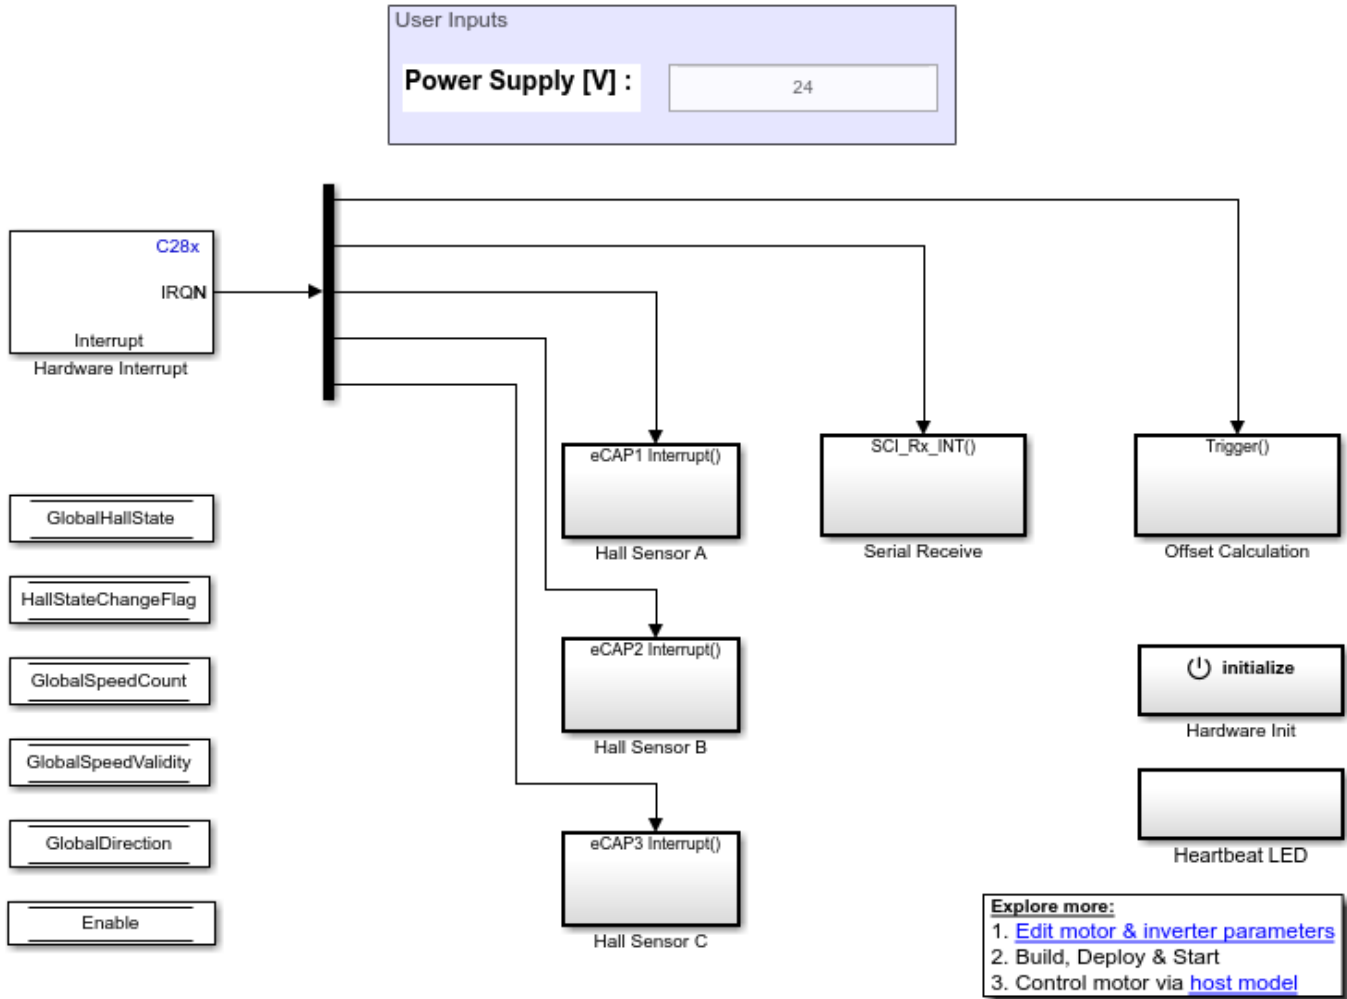 User Inputs
Power Supply [V] :
24
C28x
IRQN
Interrupt
Hardware Interrupt
eCAP1 Interrupt()
Hall Sensor A
SCI_Rx_INT()
Serial Receive
Trigger()
Offset Calculation
GlobalHallState
HallStateChangeFlag
GlobalSpeedCount
GlobalSpeedValidity
GlobalDirection
Enable
eCAP2 Interrupt()
Hall Sensor B
eCAP3 Interrupt()
Hall Sensor C
initialize
Hardware Init
Heartbeat LED
Explore more:
1. Edit motor & inverter parameters
2. Build, Deploy & Start
3. Control motor via host model